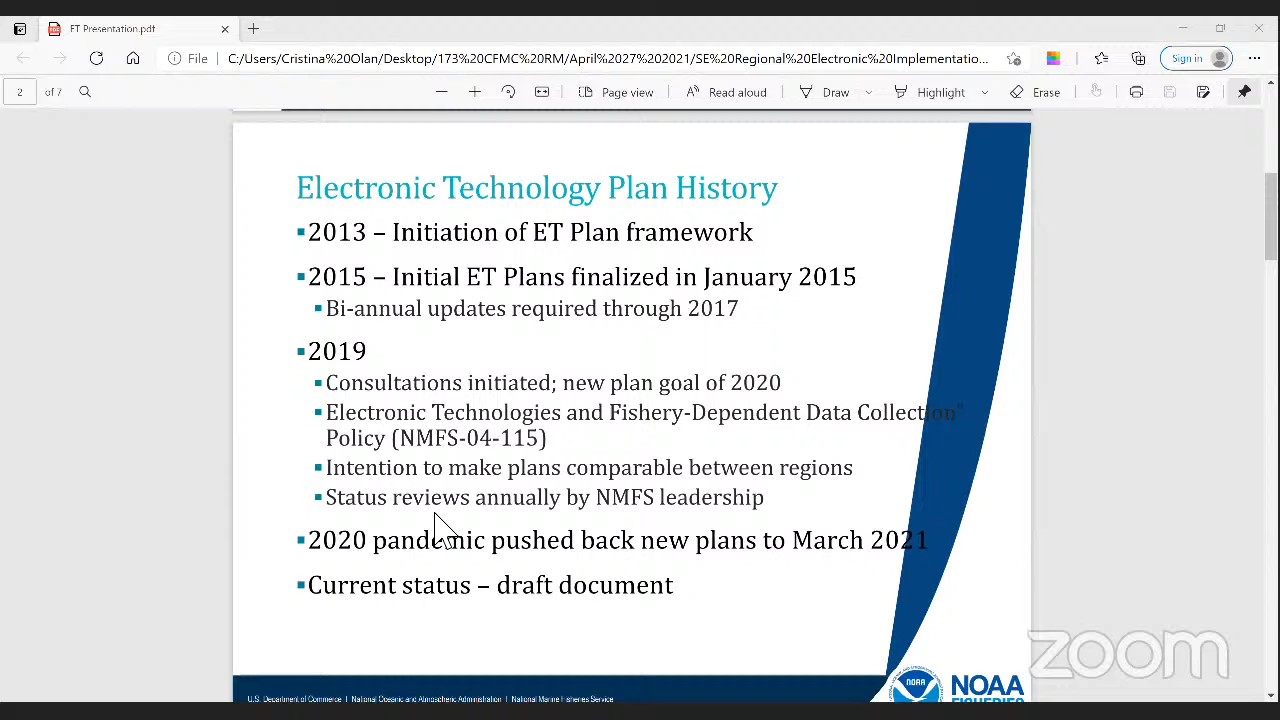 ET Presentation.pdf
File C:/Users/Cristina%20Olan/Desktop/173%20CFMC%20RM/April%2027%202021/SE%20Regional%20Electronic%20Implementatio... Sign in
2 of 7 Page view Read aloud Draw Highlight Erase
Electronic Technology Plan History
2013 – Initiation of ET Plan framework
2015 – Initial ET Plans finalized in January 2015
Bi-annual updates required through 2017
2019
Consultations initiated; new plan goal of 2020
Electronic Technologies and Fishery-Dependent Data Collection"
Policy (NMFS-04-115)
Intention to make plans comparable between regions
Status reviews annually by NMFS leadership
2020 pandemic pushed back new plans to March 2021
Current status – draft document
zoom
U.S. Department of Commerce | National Oceanic and Atmospheric Administration | National Marine Fisheries Service
NOAA
NOAA
FISHERIES